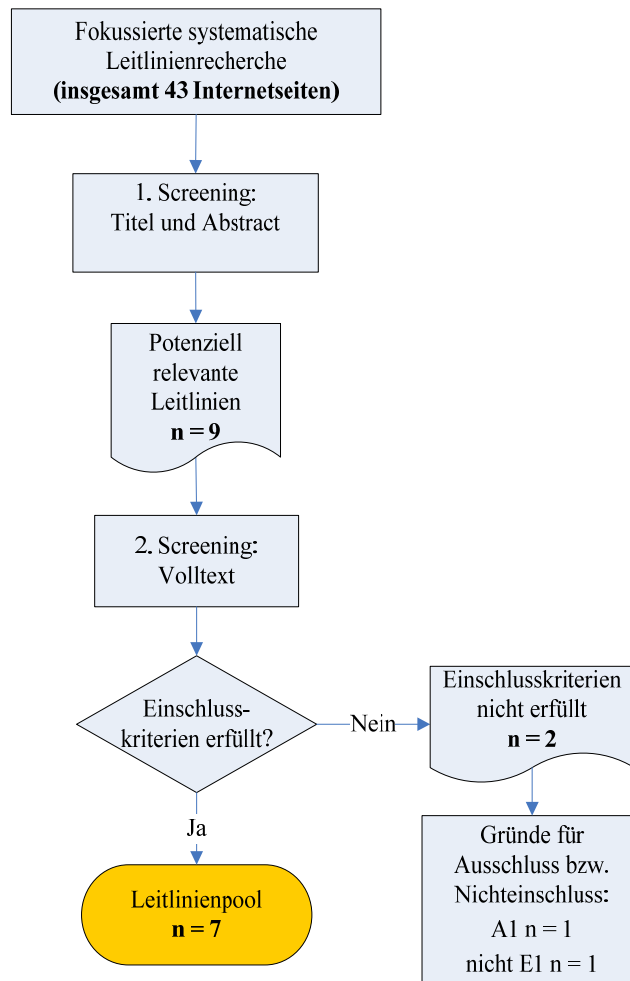 Fokussierte systematische
Leitlinienrecherche
(insgesamt 43 Internetseiten)
1. Screening:
Titel und Abstract
Potenziell
relevante
Leitlinien
n = 9
2. Screening:
Volltext
Einschluss-
kriterien erfüllt?
Nein
Einschlusskriterien
nicht erfüllt
n = 2
Ja
Leitlinienpool
n = 7
Gründe für
Ausschluss bzw.
Nichteinschluss:
A1 n = 1
nicht E1 n = 1